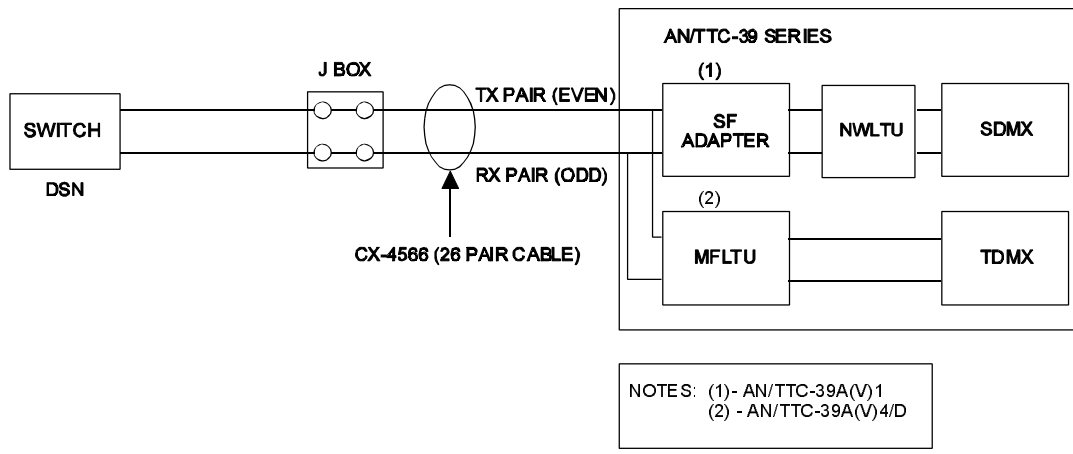 AN/TTC-39 SERIES
J BOX
(1)
TX PAIR (EVEN)
SWITCH
SF
ADAPTER
NWLTU
SDMX
RX PAIR (ODD)
DSN
(2)
CX-4566 (26 PAIR CABLE)
MFLTU
TDMX
NOTES: (1)- AN/TTC-39A(V)1
(2) - AN/TTC-39A(V)4/D